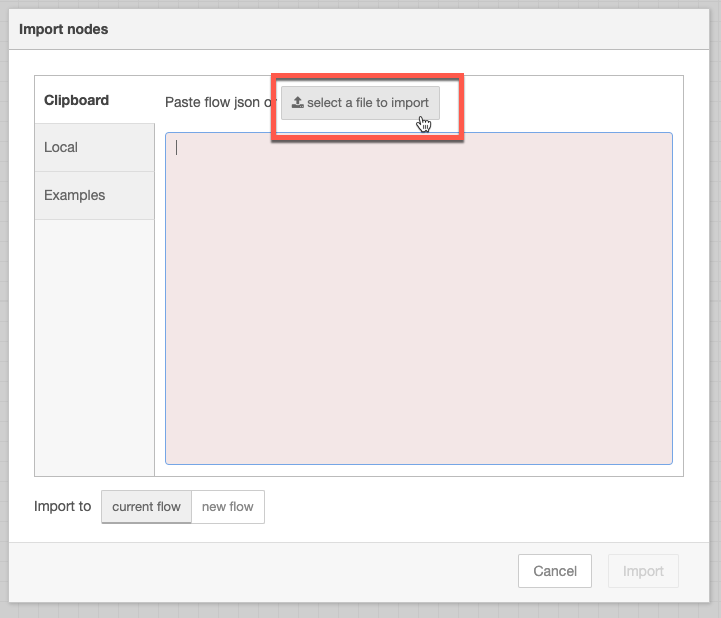 Import nodes
Clipboard
Paste flow json or
select a file to import
Local
Examples
Import to
current flow
new flow
Cancel
Import